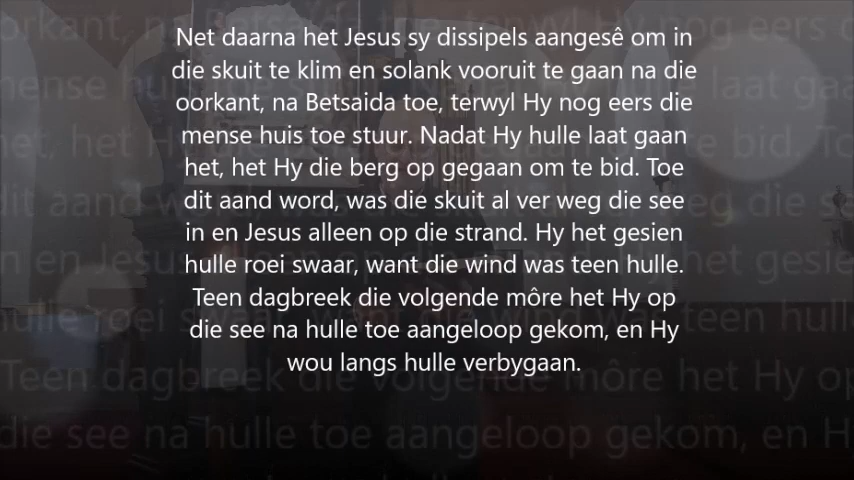 Net daarna het Jesus sy dissipels aangesê om in
die skuit te klim en solank vooruit te gaan na die
oorkant, na Betsaida toe, terwyl Hy nog eers die
mense huis toe stuur. Nadat Hy hulle laat gaan
het, het Hy die berg op gegaan om te bid. Toe
dit aand word, was die skuit al ver weg die see
in en Jesus alleen op die strand. Hy het gesien
hulle roei swaar, want die wind was teen hulle.
Teen dagbreek die volgende môre het Hy op
die see na hulle toe aangeloop gekom, en Hy
wou langs hulle verbygaan.